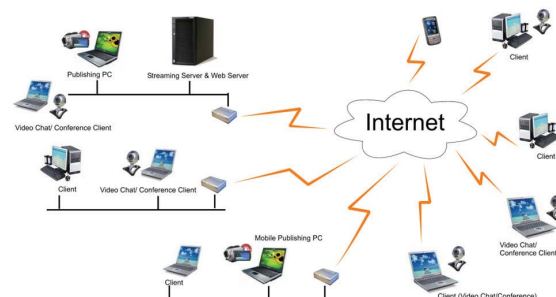 Publishing PC
Streaming Server & Web Server
Client
Video Chat/ Conference Client
Internet
Client
Client
Video Chat/ Conference Client
Video Chat/
Conference Client
Mobile Publishing PC
Client
Client (Video Chat/Conference)